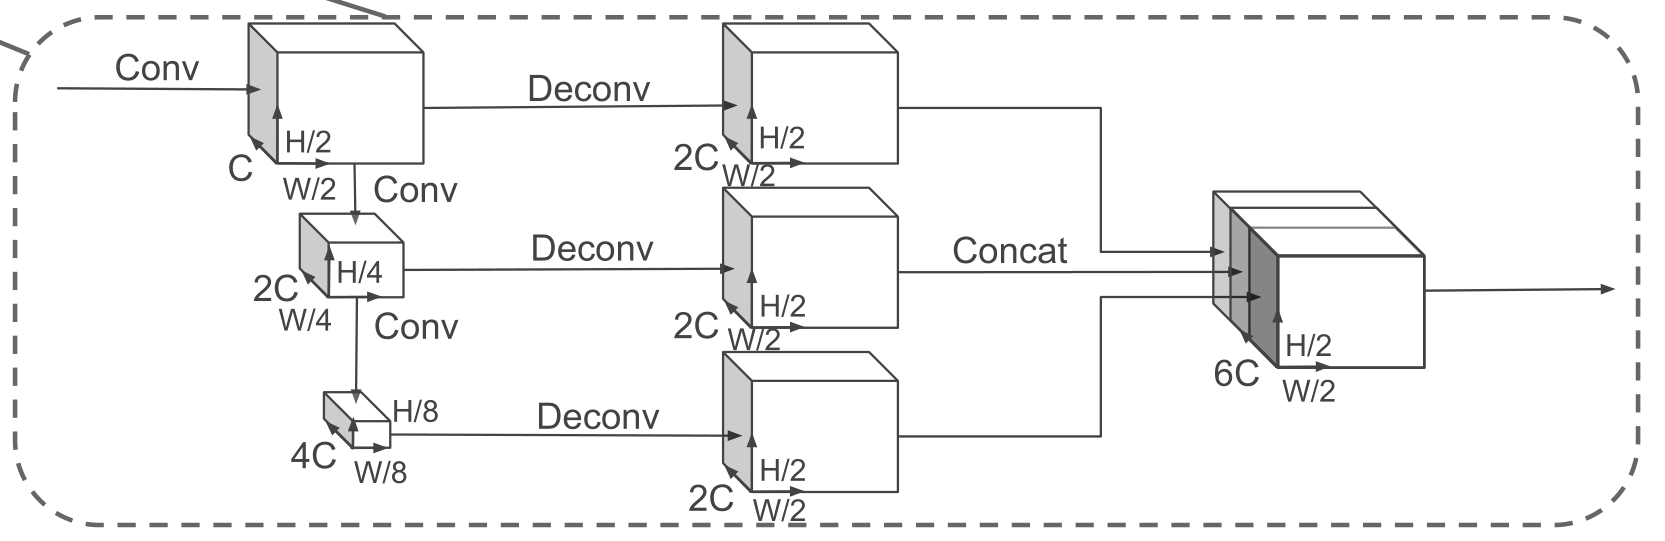 Conv
H/2
C
W/2
Deconv
H/2
2C
W/2
Conv
H/4
2C
W/4
Deconv
H/2
2C
W/2
Concat
H/2
6C
W/2
Conv
H/8
4C
W/8
Deconv
H/2
2C
W/2